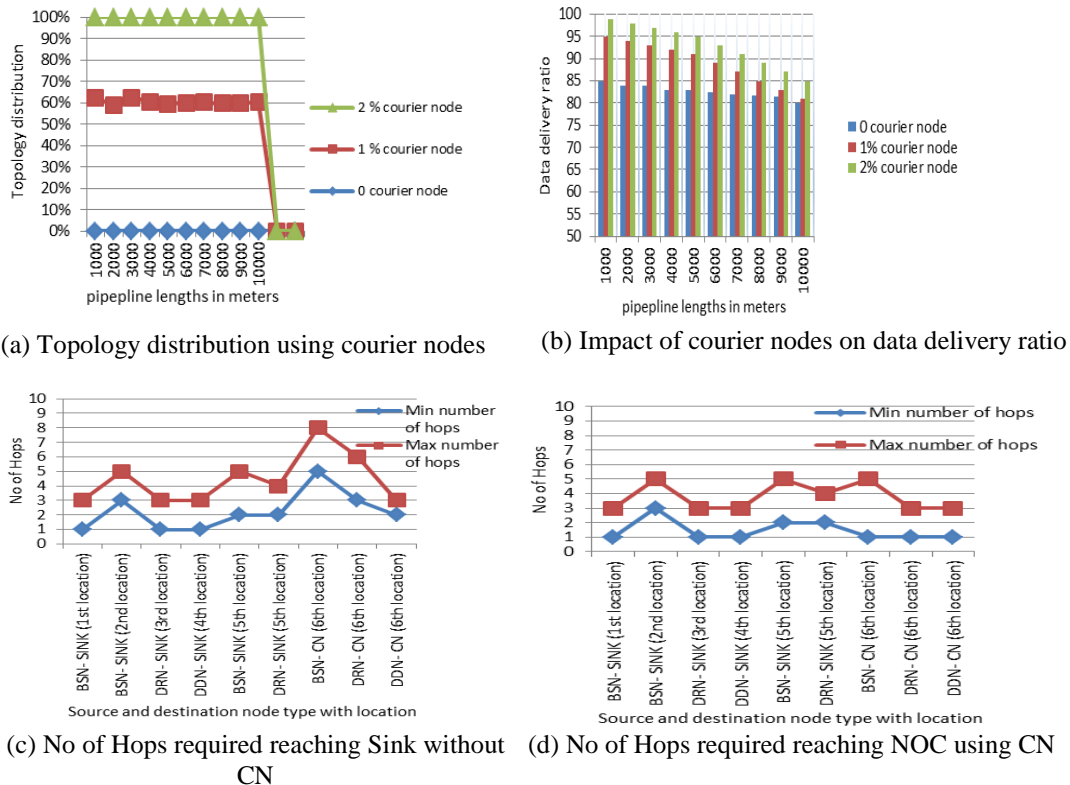 100%
90%
80%
70%
60%
50%
40%
30%
20%
10%
0%
Topology distribution
1000
2000
3000
4000
5000
6000
7000
8000
9000
10000
pipepline lengths in meters
2 % courier node
1 % courier node
0 courier node
(a) Topology distribution using courier nodes
100
95
90
85
80
75
70
65
60
55
50
Data delivery ratio
1000
2000
3000
4000
5000
6000
7000
8000
9000
10000
pipepline lengths in meters
0 courier node
1% courier node
2% courier node
(b) Impact of courier nodes on data delivery ratio
10
9
8
7
6
5
4
3
2
1
0
No of Hops
Min number
of hops
Max number
of hops
BSN- SINK (1st location)
BSN- SINK (2nd location)
DRN- SINK (3rd location)
DDN- SINK (4th location)
BSN- SINK (5th location)
DRN- SINK (5th location)
BSN- CN (6th location)
DRN- CN (6th location)
DDN- CN (6th location)
Source and destination node type with location
(c) No of Hops required reaching Sink without
CN
10
9
8
7
6
5
4
3
2
1
0
No of Hops
Min number of hops
Max number of hops
BSN- SINK (1st location)
BSN- SINK (2nd location)
DRN- SINK (3rd location)
DDN- SINK (4th location)
BSN- SINK (5th location)
DRN- SINK (5th location)
BSN- CN (6th location)
DRN- CN (6th location)
DDN- CN (6th location)
Source and destination node type with location
(d) No of Hops required reaching NOC using CN